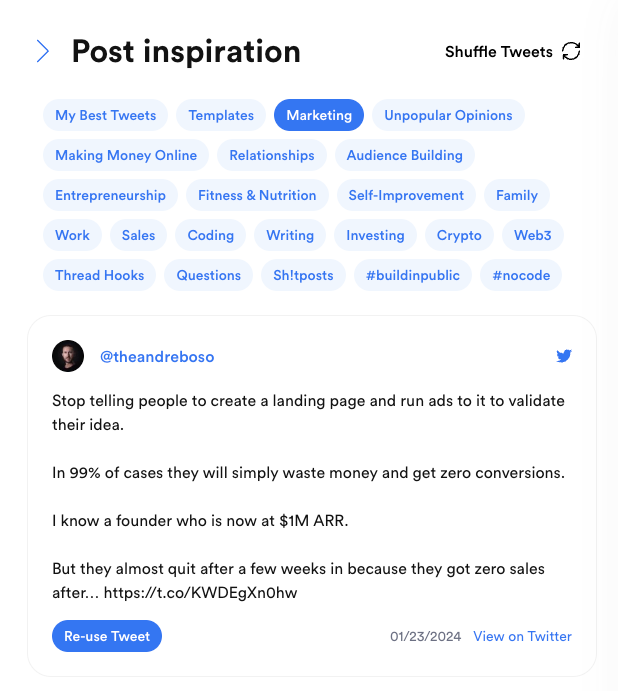 Post inspiration
Shuffle Tweets
My Best Tweets Templates Marketing Unpopular Opinions
Making Money Online Relationships Audience Building
Entrepreneurship Fitness & Nutrition Self-Improvement Family
Work Sales Coding Writing Investing Crypto Web3
Thread Hooks Questions Sh!tposts #buildinpublic #nocode
@theandreboso
Stop telling people to create a landing page and run ads to it to validate
their idea.
In 99% of cases they will simply waste money and get zero conversions.
I know a founder who is now at $1M ARR.
But they almost quit after a few weeks in because they got zero sales
after… https://t.co/KWDEgXn0hw
Re-use Tweet 01/23/2024 View on Twitter